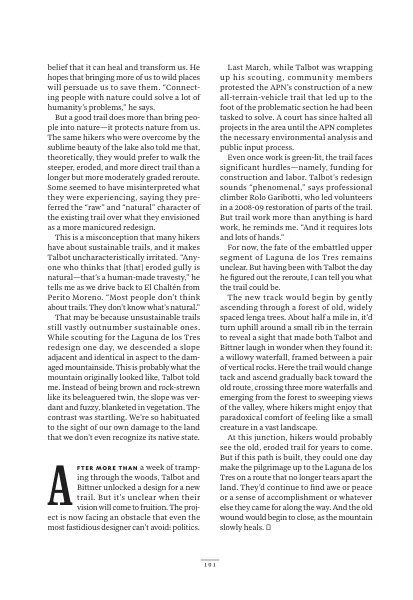 belief that it can heal and transform us. He
hopes that bringing more of us to wild places
will persuade us to save them. “Connect-
ing people with nature could solve a lot of
humanity’s problems,” he says.
But a good trail does more than bring peo-
ple into nature—it protects nature from us.
The same hikers who were overcome by the
sublime beauty of the lake also told me that,
theoretically, they would prefer to walk the
steeper, eroded, and more direct trail than a
longer but more moderately graded reroute.
Some seemed to have misinterpreted what
they were experiencing, saying they pre-
ferred the “raw” and “natural” character of
the existing trail over what they envisioned
as a more manicured redesign.
This is a misconception that many hikers
have about sustainable trails, and it makes
Talbot uncharacteristically irritated. “Any-
one who thinks that [that] eroded gully is
natural—that’s a human-made travesty,” he
tells me as we drive back to El Chaltén from
Perito Moreno. “Most people don’t think
about trails. They don’t know what’s natural.”
That may be because unsustainable trails
still vastly outnumber sustainable ones.
While scouting for the Laguna de los Tres
redesign one day, we descended a slope
adjacent and identical in aspect to the dam-
aged mountainside. This is probably what the
mountain originally looked like, Talbot told
me. Instead of being brown and rock-strewn
like its beleaguered twin, the slope was ver-
dant and fuzzy, blanketed in vegetation. The
contrast was startling. We’re so habituated
to the sight of our own damage to the land
that we don’t even recognize its native state.
AFTER MORE THAN a week of tramp-
ing through the woods, Talbot and
Bittner unlocked a design for a new
trail. But it’s unclear when their
vision will come to fruition. The proj-
ect is now facing an obstacle that even the
most fastidious designer can’t avoid: politics.
Last March, while Talbot was wrapping
up his scouting, community members
protested the APN’s construction of a new
all-terrain-vehicle trail that led up to the
foot of the problematic section he had been
tasked to solve. A court has since halted all
projects in the area until the APN completes
the necessary environmental analysis and
public input process.
Even once work is green-lit, the trail faces
significant hurdles—namely, funding for
construction and labor. Talbot’s redesign
sounds “phenomenal,” says professional
climber Rolo Garibotti, who led volunteers
in a 2008-09 restoration of parts of the trail.
But trail work more than anything is hard
work, he reminds me. “And it requires lots
and lots of hands.”
For now, the fate of the embattled upper
segment of Laguna de los Tres remains
unclear. But having been with Talbot the day
he figured out the reroute, I can tell you what
the trail could be.
The new track would begin by gently
ascending through a forest of old, widely
spaced lenga trees. About half a mile in, it’d
turn uphill around a small rib in the terrain
to reveal a sight that made both Talbot and
Bittner laugh in wonder when they found it:
a willowy waterfall, framed between a pair
of vertical rocks. Here the trail would change
tack and ascend gradually back toward the
old route, crossing three more waterfalls and
emerging from the forest to sweeping views
of the valley, where hikers might enjoy that
paradoxical comfort of feeling like a small
creature in a vast landscape.
At this junction, hikers would probably
see the old, eroded trail for years to come.
But if this path is built, they could one day
make the pilgrimage up to the Laguna de los
Tres on a route that no longer tears apart the
land. They’d continue to find awe or peace
or a sense of accomplishment or whatever
else they came for along the way. And the old
wound would begin to close, as the mountain
slowly heals.
101